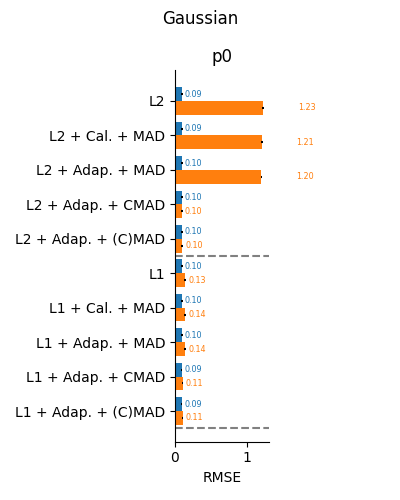 Gaussian
p0
L2 0.09
1.23
L2 + Cal. + MAD 0.09
1.21
L2 + Adap. + MAD 0.10
1.20
L2 + Adap. + CMAD 0.10
0.10
L2 + Adap. + (C)MAD 0.10
0.10
L1 0.10
0.13
L1 + Cal. + MAD 0.10
0.14
L1 + Adap. + MAD 0.10
0.14
L1 + Adap. + CMAD 0.09
0.11
L1 + Adap. + (C)MAD 0.09
0.11
0 1
RMSE